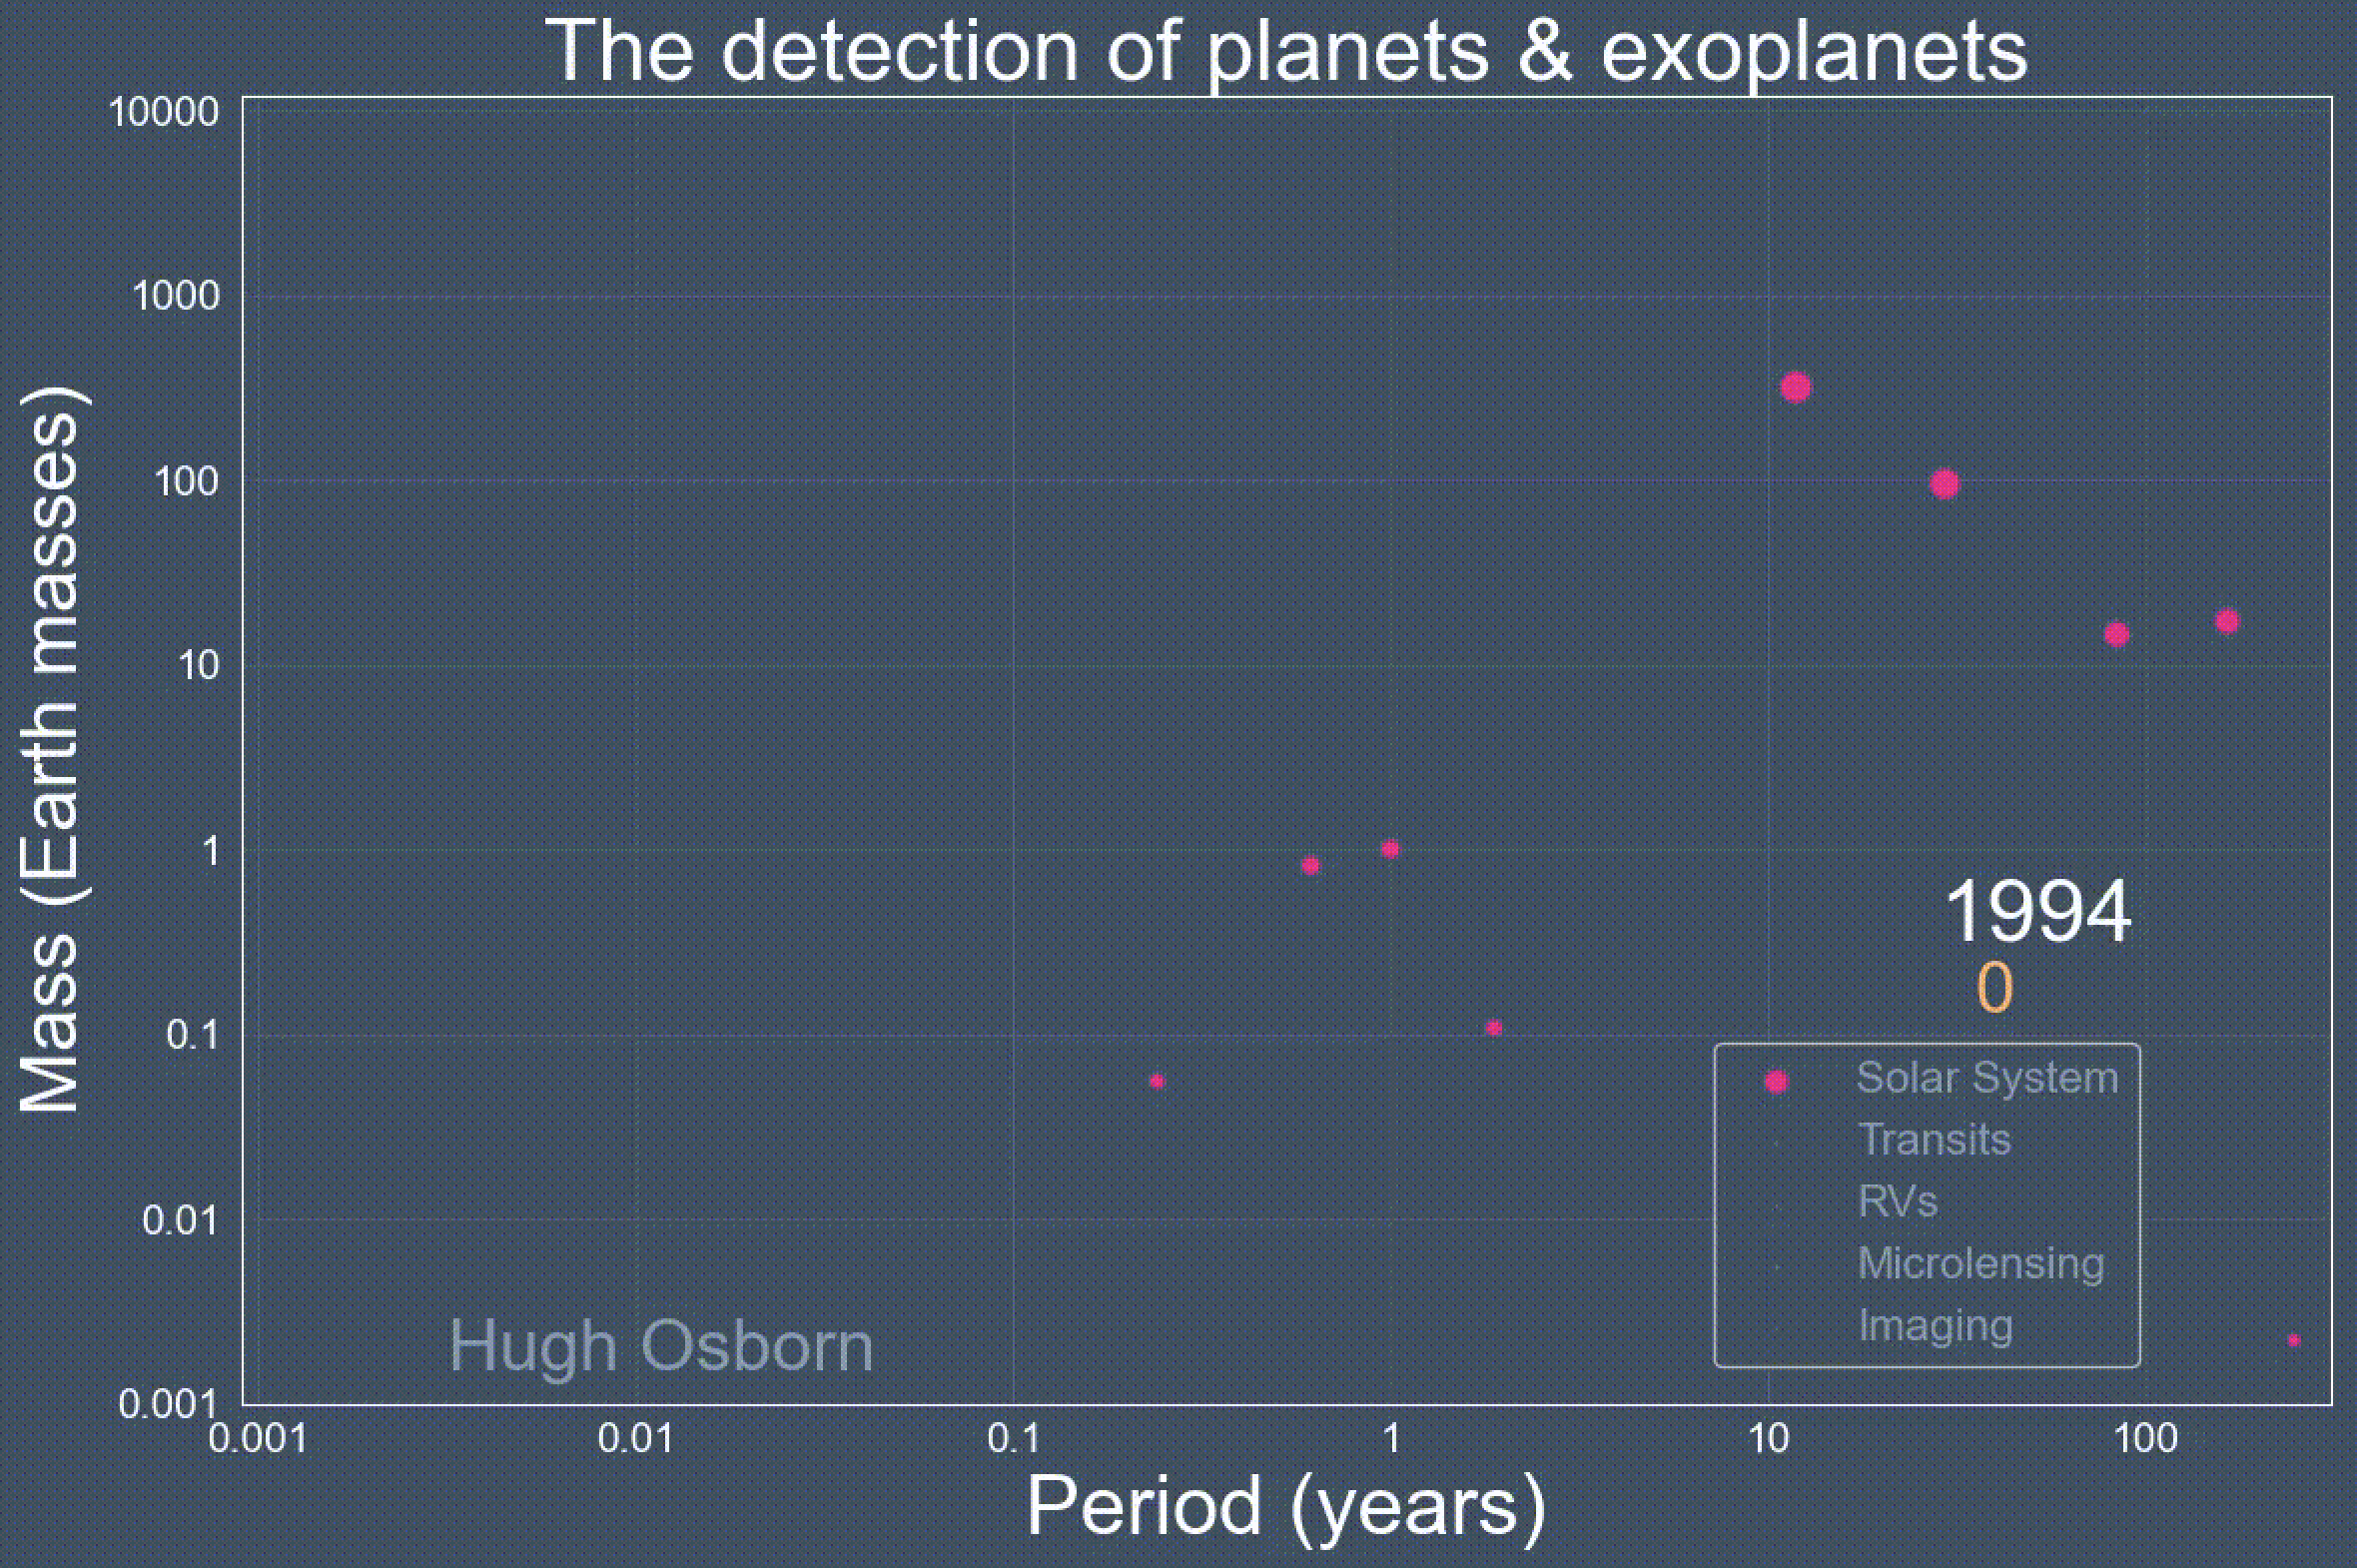 The detection of planets & exoplanets
10000
1000
100
10
1
0.1
0.01
0.001
Mass (Earth masses)
1994
0
Solar System
Transits
RVs
Microlensing
Imaging
Hugh Osborn
0.001 0.01 0.1 1 10 100
Period (years)